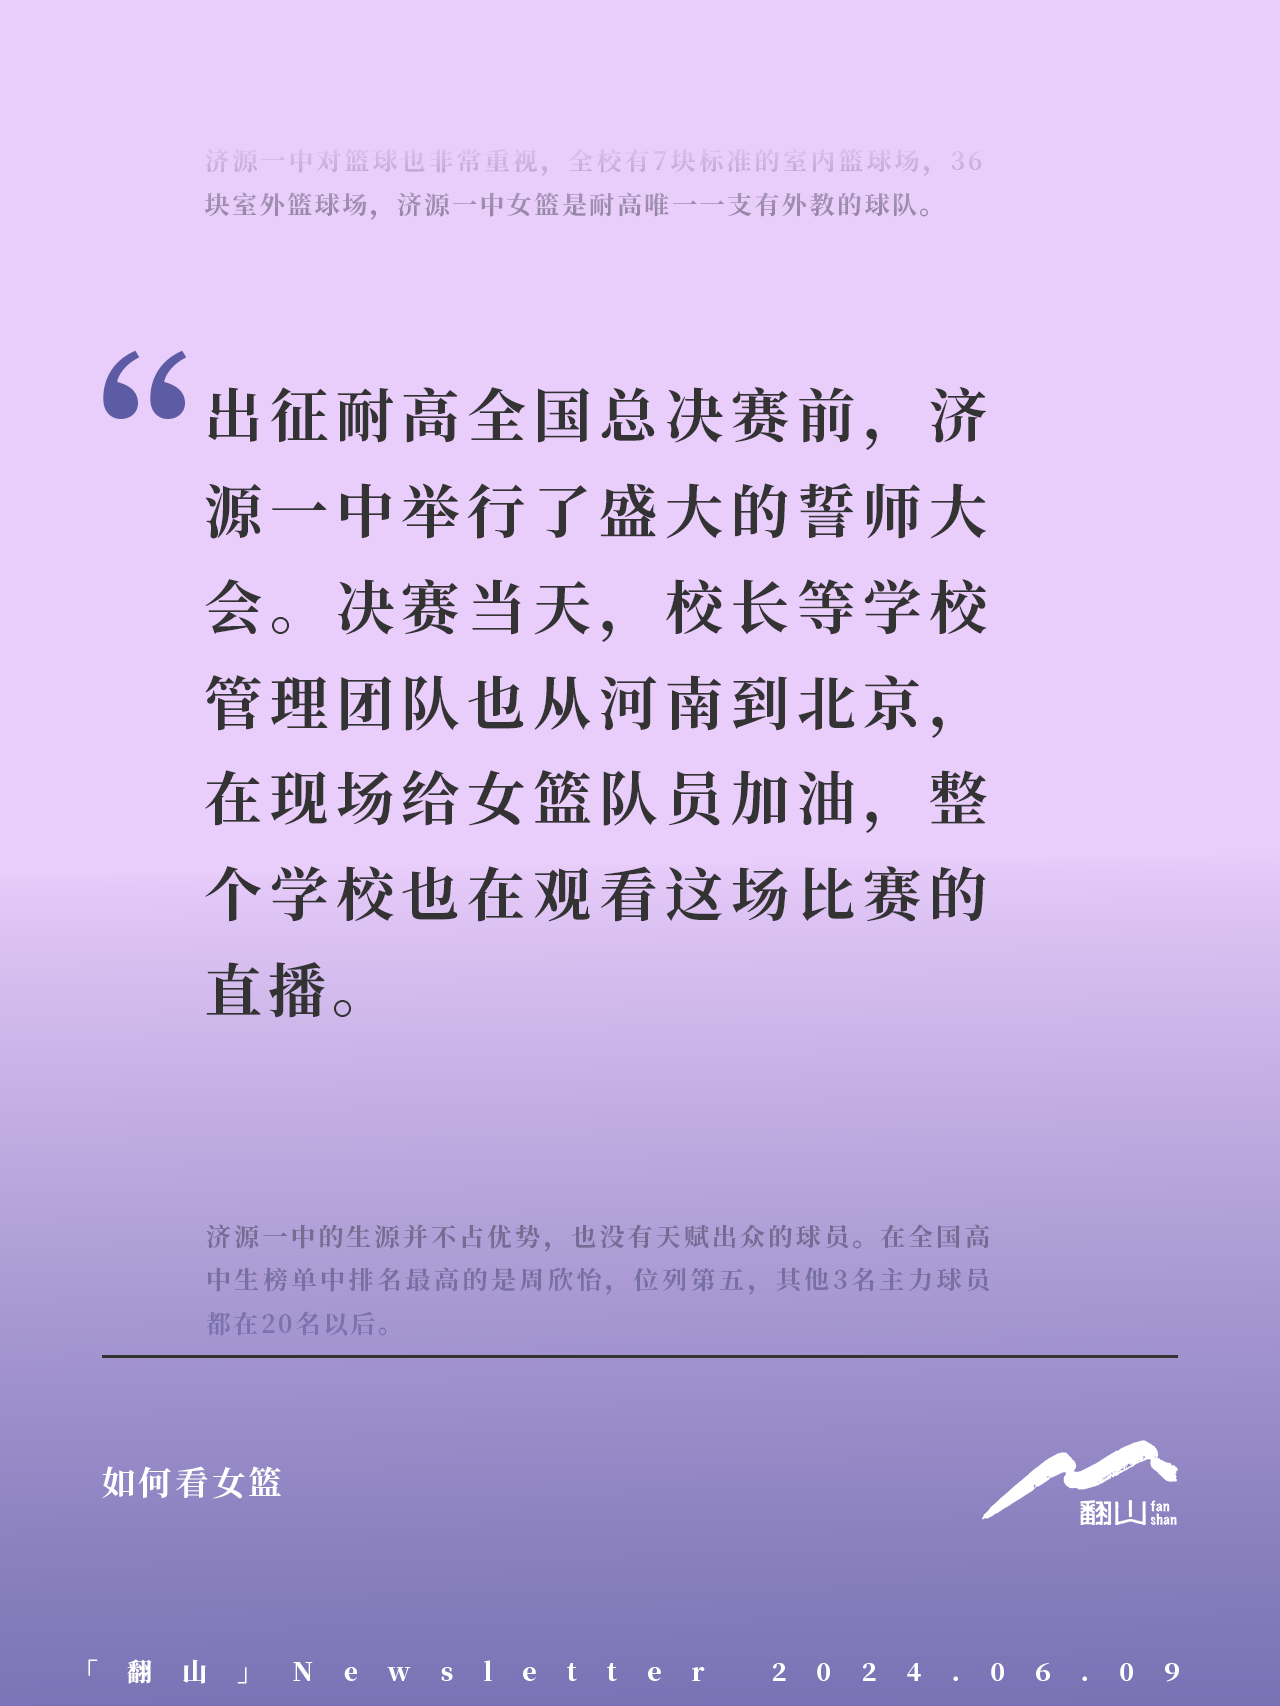 济源一中对篮球也非常重视，全校有7块标准的室内篮球场，36
块室外篮球场，济源一中女篮是耐高唯一一支有外教的球队。
“出征耐高全国总决赛前，济
源一中举行了盛大的誓师大
会。决赛当天，校长等学校
管理团队也从河南到北京，
在现场给女篮队员加油，整
个学校也在观看这场比赛的
直播。
济源一中的生源并不占优势，也没有天赋出众的球员。在全国高
中生榜单中排名最高的是周欣怡，位列第五，其他3名主力球员
都在20名以后。
如何看女篮
翻山 fan
shan
「翻山」Newsletter 2024.06.09